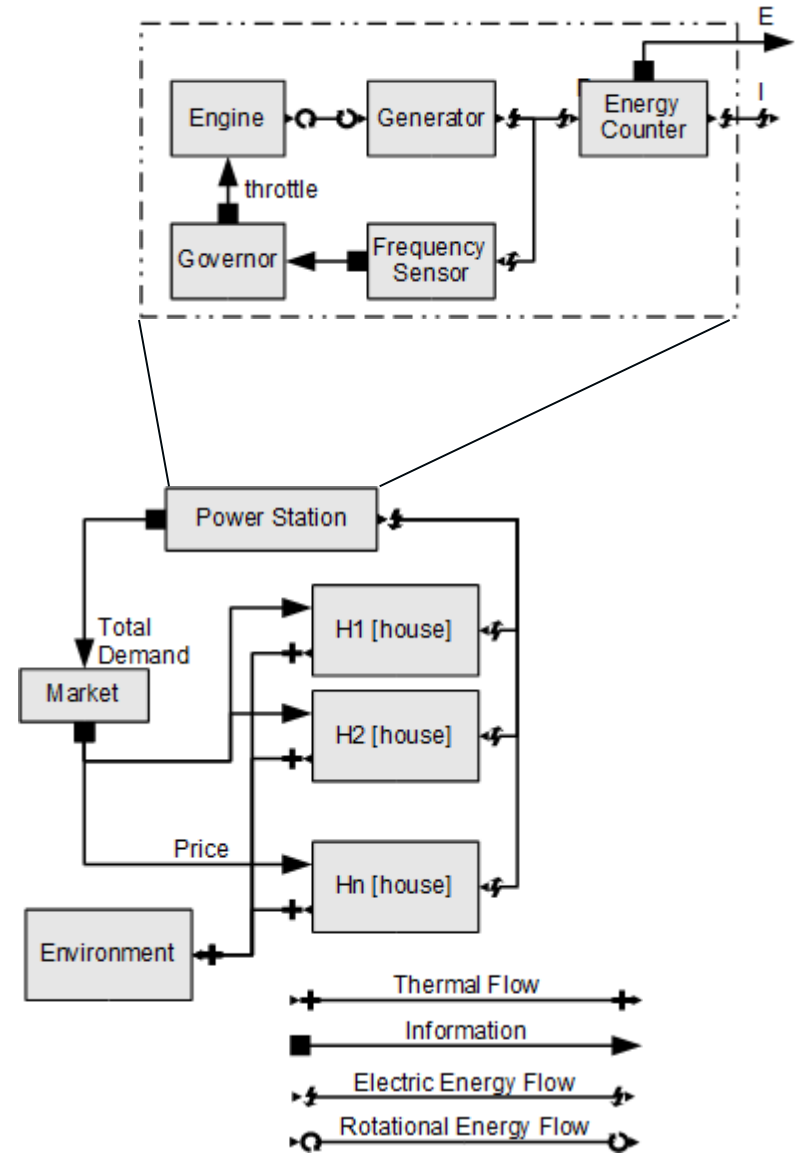 E
Engine
Generator
Energy
Counter
I
throttle
Governor
Frequency
Sensor
Power Station
Total
Demand
H1 [house]
Market
H2 [house]
Price
Hn [house]
Environment
Thermal Flow
Information
Electric Energy Flow
Rotational Energy Flow